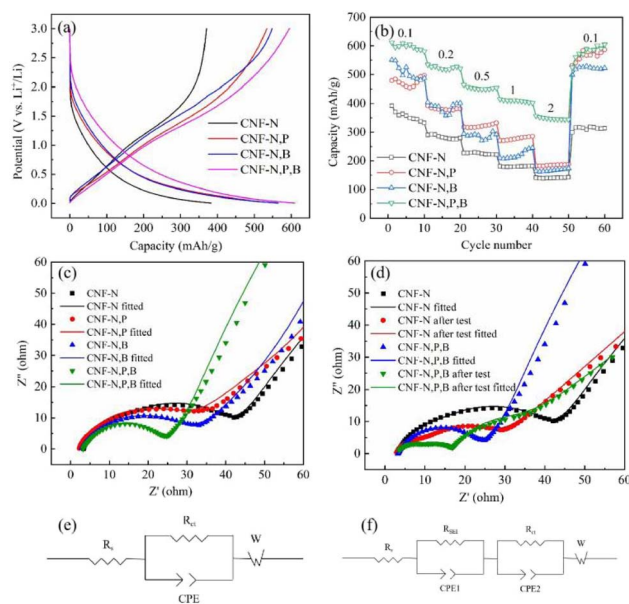 (a)
3.0
2.5
2.0
1.5
1.0
0.5
0.0
Potential (V vs. Li⁺/Li)
CNF-N
CNF-N,P
CNF-N,B
CNF-N,P,B
0 100 200 300 400 500 600
Capacity (mAh/g)
(b)
700
600
500
400
300
200
100
0
Capacity (mAh/g)
0.1
0.2
0.5
1
2
0.1
CNF-N
CNF-N,P
CNF-N,B
CNF-N,P,B
0 10 20 30 40 50 60
Cycle number
(c)
60
50
40
30
20
10
0
Z" (ohm)
CNF-N
CNF-N fitted
CNF-N,P
CNF-N,P fitted
CNF-N,B
CNF-N,B fitted
CNF-N,P,B
CNF-N,P,B fitted
0 10 20 30 40 50 60
Z' (ohm)
(d)
60
50
40
30
20
10
0
Z" (ohm)
CNF-N
CNF-N fitted
CNF-N after test
CNF-N after test fitted
CNF-N,P,B
CNF-N,P,B fitted
CNF-N,P,B after test
CNF-N,P,B after test fitted
0 10 20 30 40 50 60
Z' (ohm)
(e)
Rs
Rct
W
CPE
(f)
Rs
RSEI
Rct
W
CPE1
CPE2